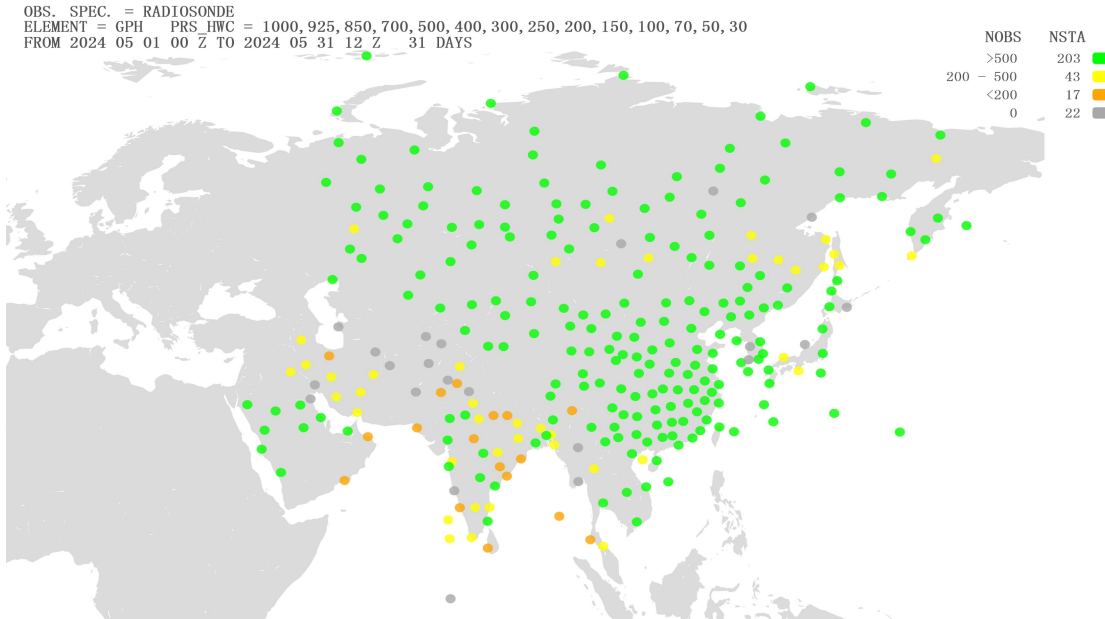 OBS. SPEC. = RADIOSONDE
ELEMENT = GPH   PRS_HWC = 1000,925,850,700,500,400,300,250,200,150,100,70,50,30
FROM 2024 05 01 00 Z TO 2024 05 31 12 Z   31 DAYS
NOBS NSTA
>500 203
200 - 500 43
<200 17
0 22